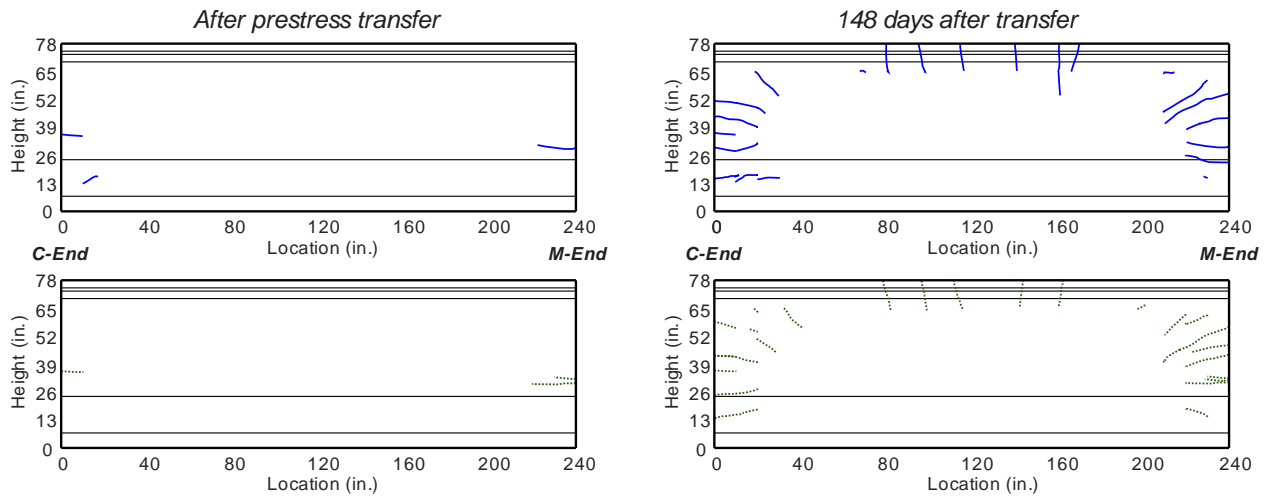 After prestress transfer
148 days after transfer
Height (in.)
78
65
52
39
26
13
0
0 40 80 120 160 200 240
Location (in.)
C-End
M-End
Height (in.)
78
65
52
39
26
13
0
0 40 80 120 160 200 240
Location (in.)
C-End
M-End
Height (in.)
78
65
52
39
26
13
0
0 40 80 120 160 200 240
Location (in.)
Height (in.)
78
65
52
39
26
13
0
0 40 80 120 160 200 240
Location (in.)